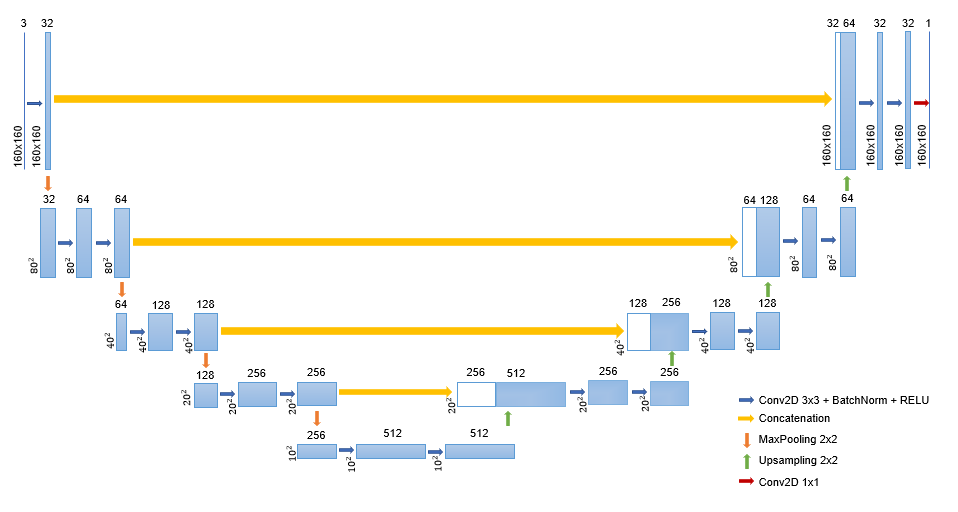 3 32 32 64 32 32 1
160x160 160x160 160x160 160x160 160x160 160x160
32 64 64 64 128 64 64
80² 80² 80² 80² 80² 80²
64 128 128 128 256 128 128
40² 40² 40² 40² 40² 40²
128 256 256 256 512 256 256
20² 20² 20² 20² 20² 20²
256 512 512
10² 10² 10²
Conv2D 3x3 + BatchNorm + RELU
Concatenation
MaxPooling 2x2
Upsampling 2x2
Conv2D 1x1